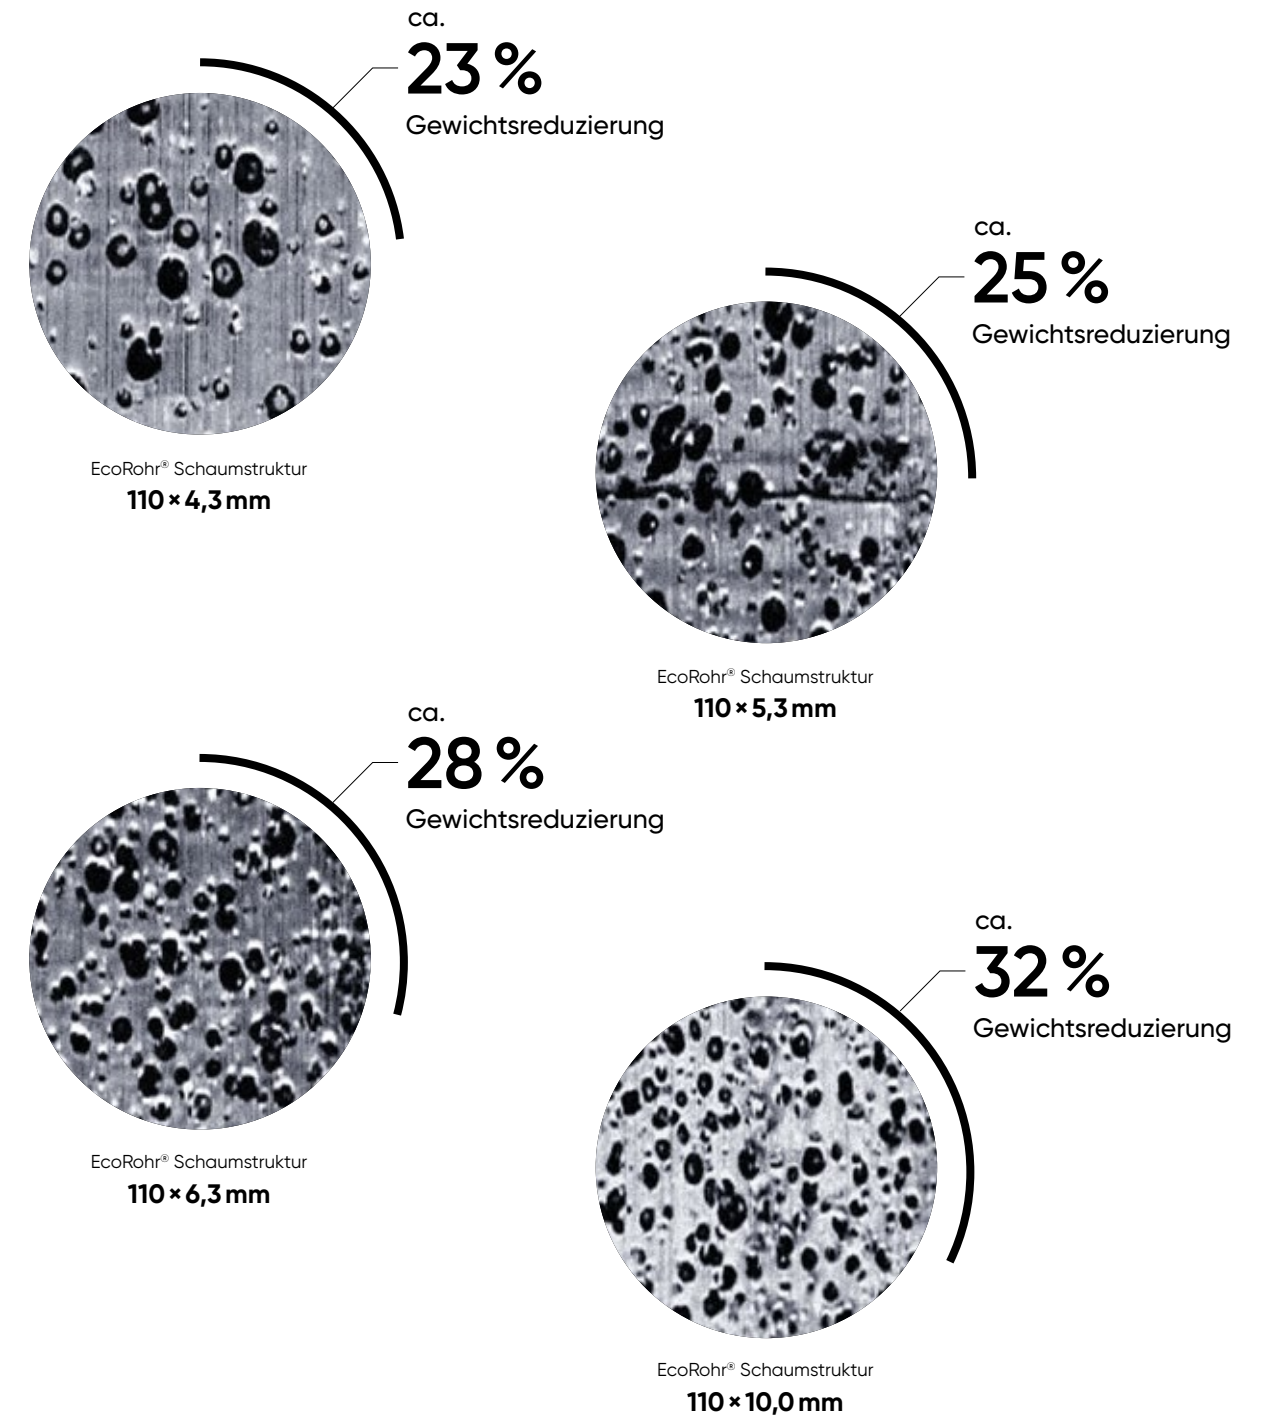 ca.
23 %
Gewichtsreduzierung
EcoRohr® Schaumstruktur
110 × 4,3 mm
ca.
25 %
Gewichtsreduzierung
EcoRohr® Schaumstruktur
110 × 5,3 mm
ca.
28 %
Gewichtsreduzierung
EcoRohr® Schaumstruktur
110 × 6,3 mm
ca.
32 %
Gewichtsreduzierung
EcoRohr® Schaumstruktur
110 × 10,0 mm